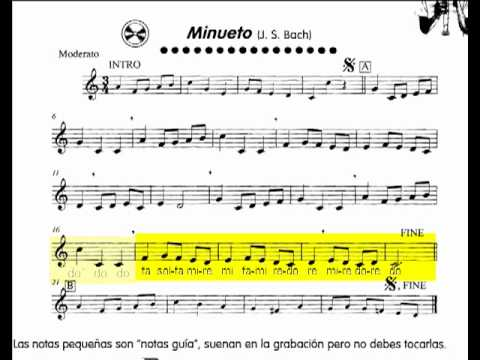 Minueto (J. S. Bach)
Moderato
INTRO
A
6
11
16
FINE
do´ do do fa sol-fa-mi-re mi fa-mi re-do re mi-re-do-re do
21
B
FINE
Las notas pequeñas son “notas guía”, suenan en la grabación pero no debes tocarlas.